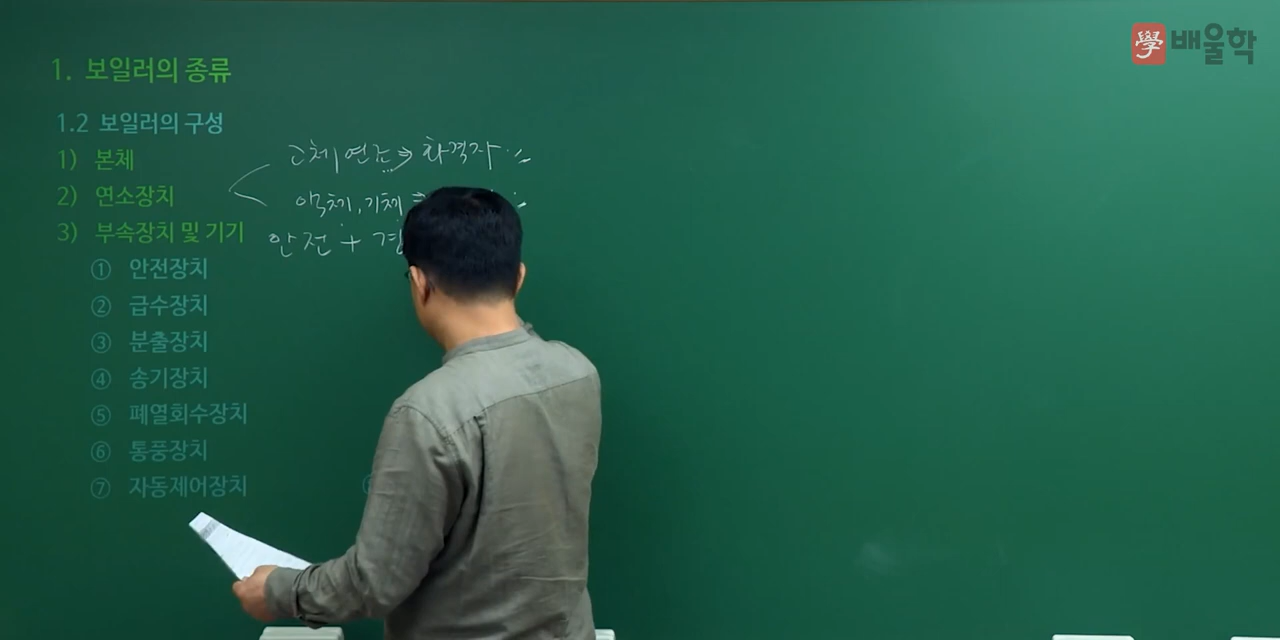 學 배울학
1. 보일러의 종류
1.2 보일러의 구성
1) 본체
고체연료 → 화격자
2) 연소장치
액체, 기체
3) 부속장치 및 기기
안전 +
① 안전장치
② 급수장치
③ 분출장치
④ 송기장치
⑤ 폐열회수장치
⑥ 통풍장치
⑦ 자동제어장치